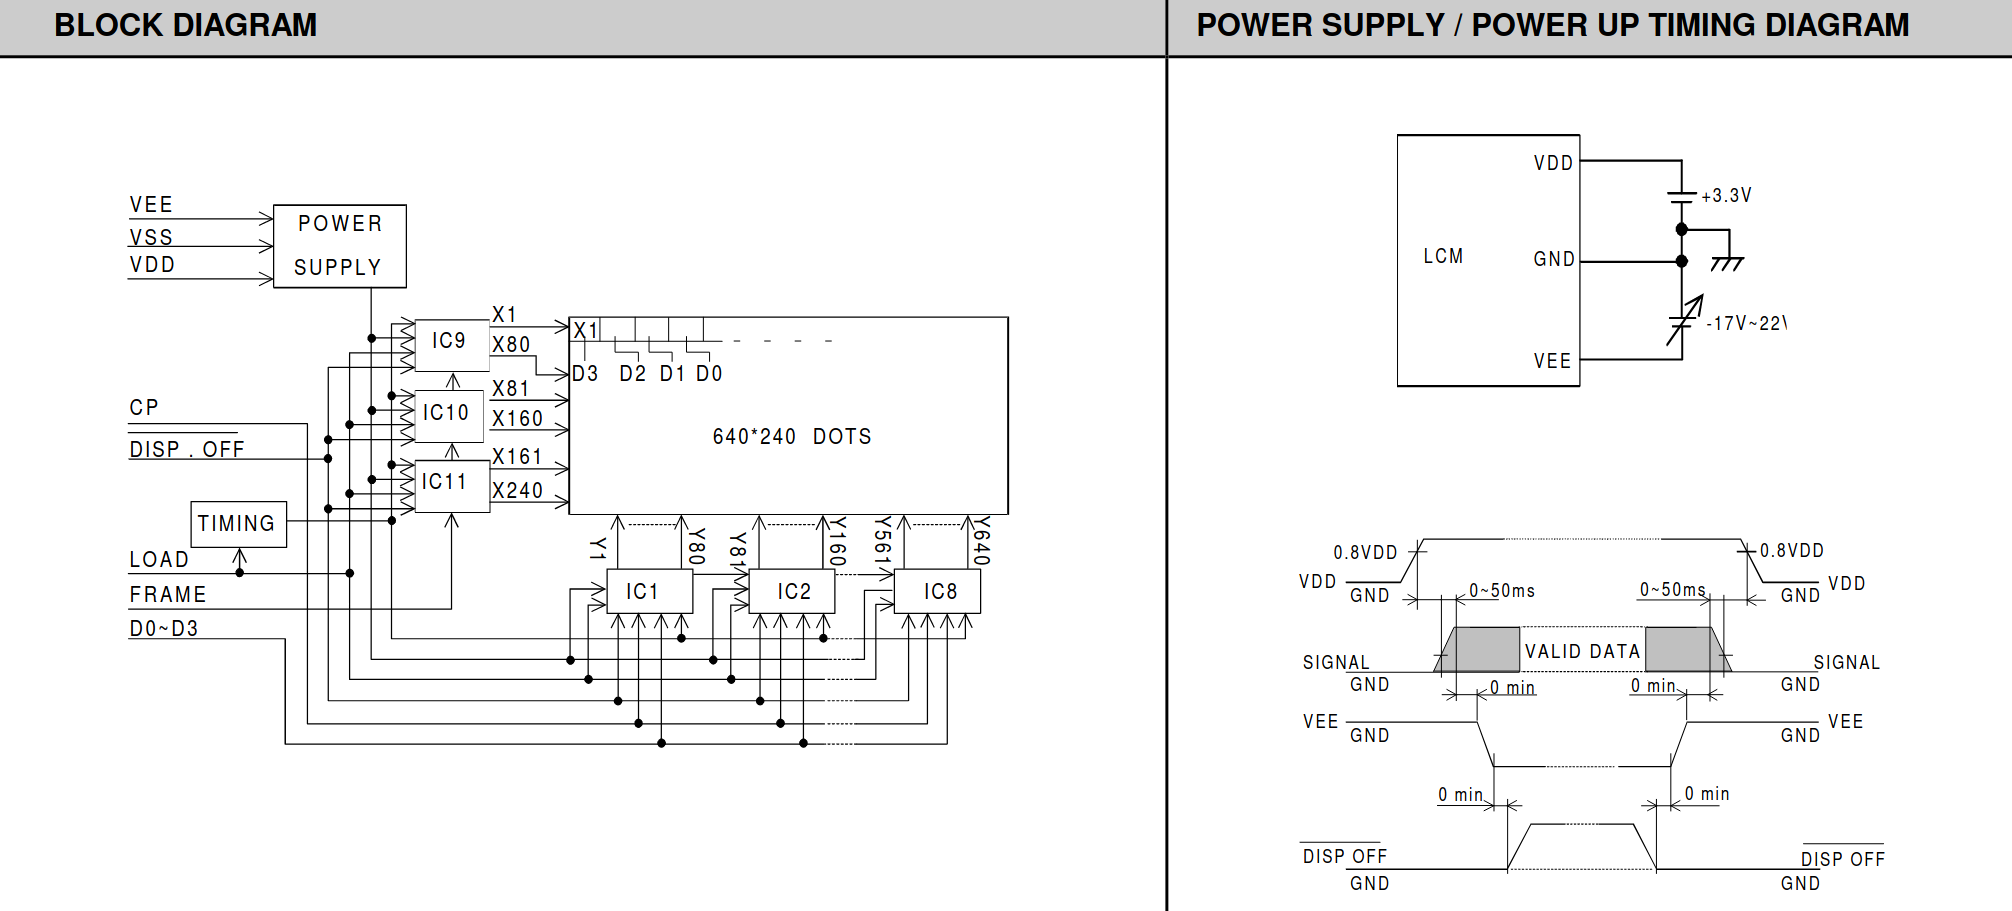 BLOCK DIAGRAM
VEE
VSS
VDD
POWER
SUPPLY
CP
DISP . OFF
TIMING
LOAD
FRAME
D0~D3
IC9
IC10
IC11
X1
X80
X81
X160
X161
X240
X1
D3 D2 D1 D0
640*240 DOTS
Y1
Y80
Y81
Y160
Y561
Y640
IC1
IC2
IC8
POWER SUPPLY / POWER UP TIMING DIAGRAM
LCM
VDD
GND
VEE
+3.3V
-17V~22V
0.8VDD
0.8VDD
VDD
GND
0~50ms
0~50ms
GND
VDD
SIGNAL
GND
VALID DATA
SIGNAL
GND
0 min
0 min
VEE
GND
VEE
GND
0 min
0 min
DISP OFF
GND
DISP OFF
GND